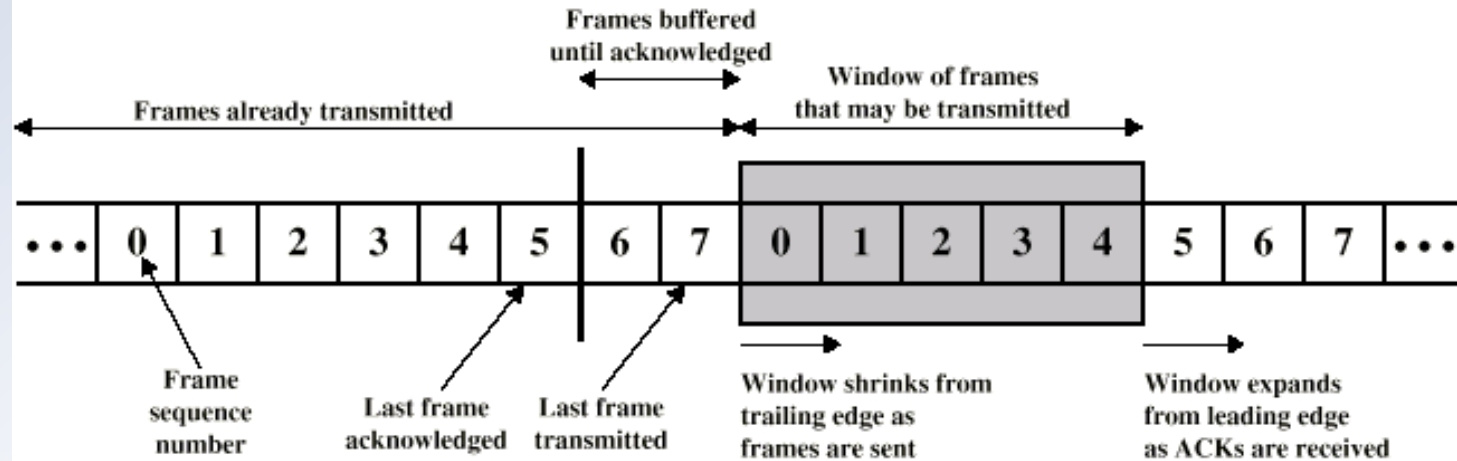 Frames buffered
until acknowledged
Window of frames
that may be transmitted
Frames already transmitted
••• 0 1 2 3 4 5 6 7 0 1 2 3 4 5 6 7 •••
Frame
sequence
number
Last frame
acknowledged
Last frame
transmitted
Window shrinks from
trailing edge as
frames are sent
Window expands
from leading edge
as ACKs are received